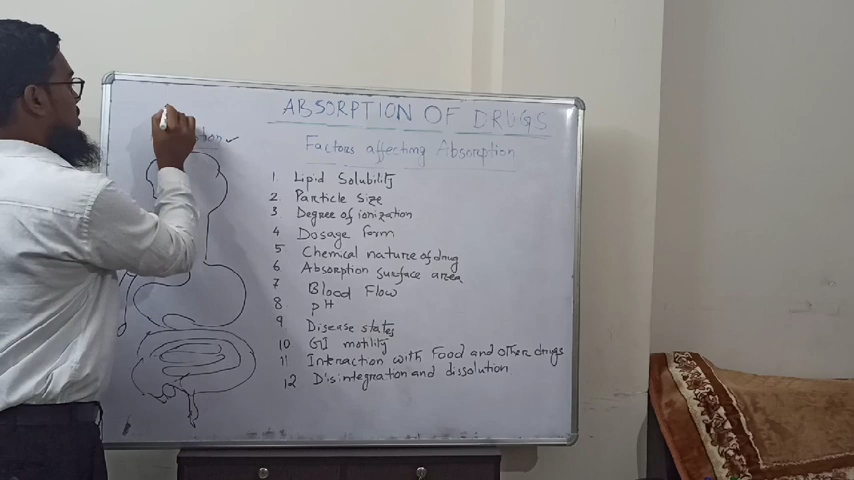 ABSORPTION OF DRUGS
Factors affecting Absorption
1. Lipid Solubility
2. Particle Size
3. Degree of ionization
4 Dosage form
5 Chemical nature of drug
6 Absorption surface area
7 Blood Flow
8 pH
9 Disease states
10 GI motility
11 Interaction with food and other drugs
12 Disintegration and dissolution